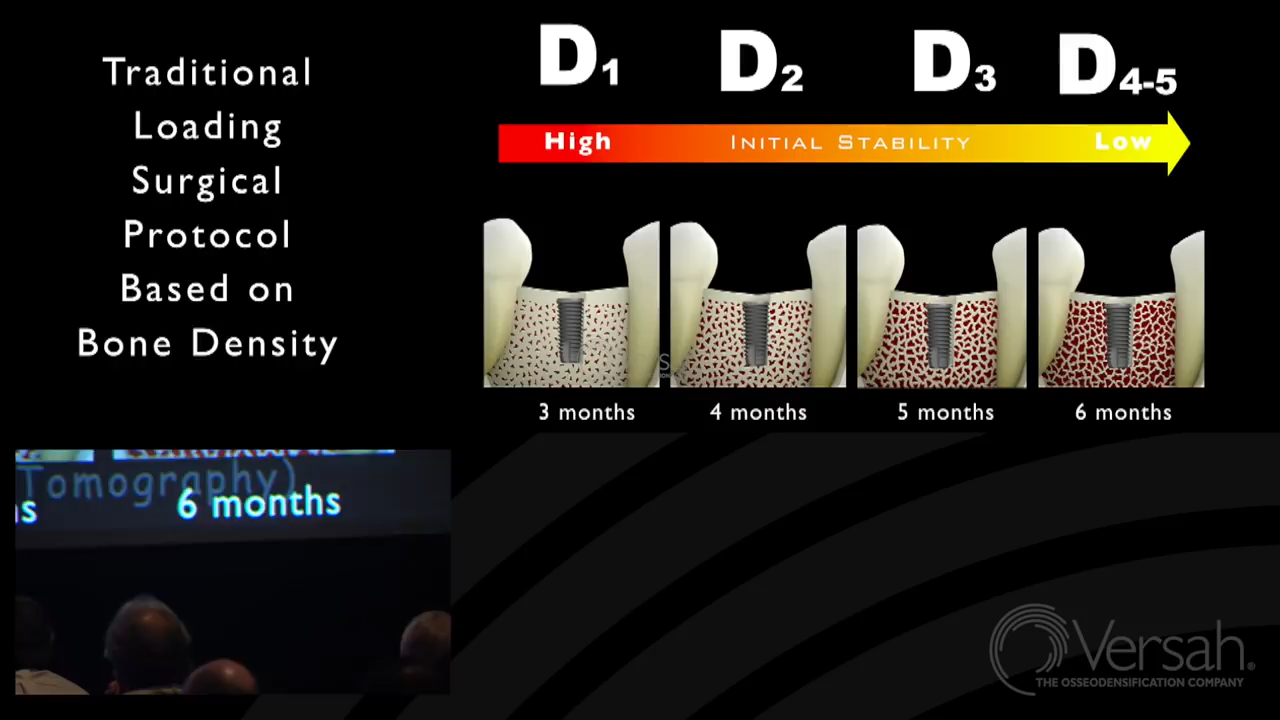 Traditional
Loading
Surgical
Protocol
Based on
Bone Density
D1 D2 D3 D4-5
High INITIAL STABILITY Low
3 months 4 months 5 months 6 months
Tomography)
6 months
Versah®
THE OSSEODENSIFICATION COMPANY